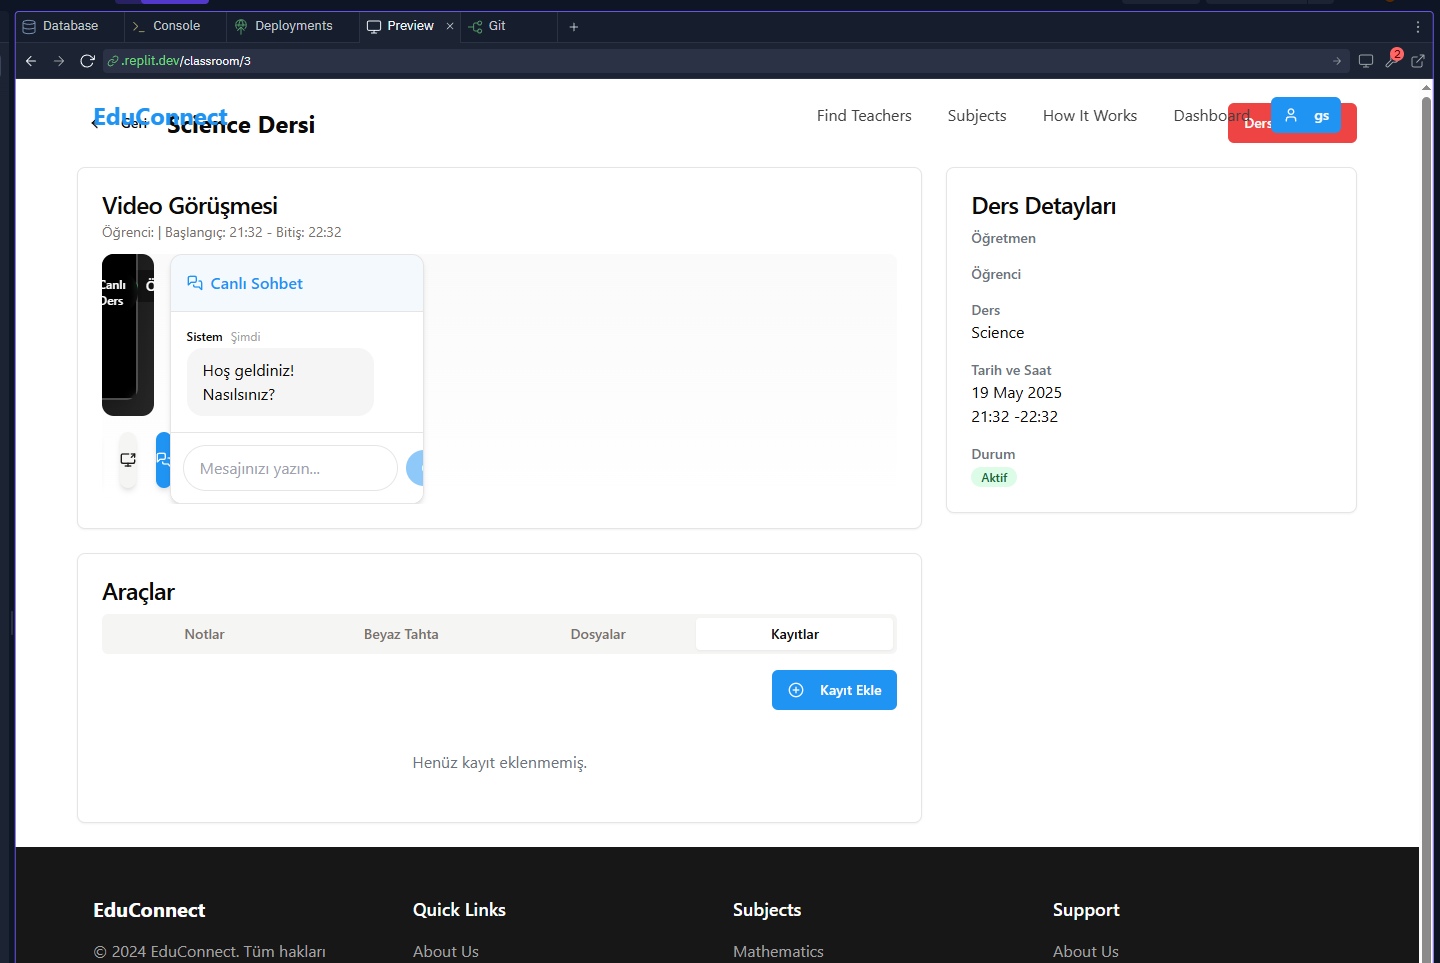 Database
Console
Deployments
Preview
Git
.replit.dev/classroom/3
2
EduConnect
Geri
Science Dersi
Find Teachers
Subjects
How It Works
Dashboard
Ders
gs
Video Görüşmesi
Öğrenci: | Başlangıç: 21:32 - Bitiş: 22:32
Canlı
Ders
Ö
Canlı Sohbet
Sistem Şimdi
Hoş geldiniz!
Nasılsınız?
Mesajınızı yazın...
Ders Detayları
Öğretmen
Öğrenci
Ders
Science
Tarih ve Saat
19 May 2025
21:32 -22:32
Durum
Aktif
Araçlar
Notlar
Beyaz Tahta
Dosyalar
Kayıtlar
Kayıt Ekle
Henüz kayıt eklenmemiş.
EduConnect
© 2024 EduConnect. Tüm hakları
Quick Links
About Us
Subjects
Mathematics
Support
About Us